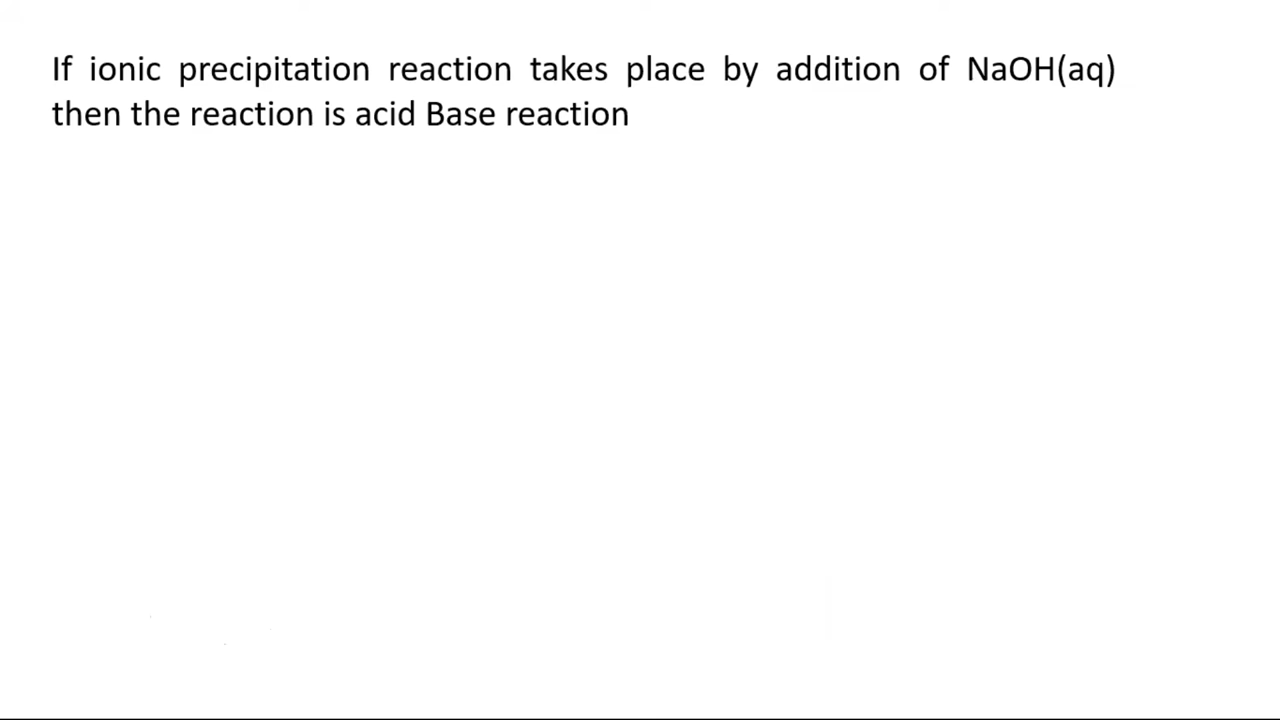 If ionic precipitation reaction takes place by addition of NaOH(aq)
then the reaction is acid Base reaction